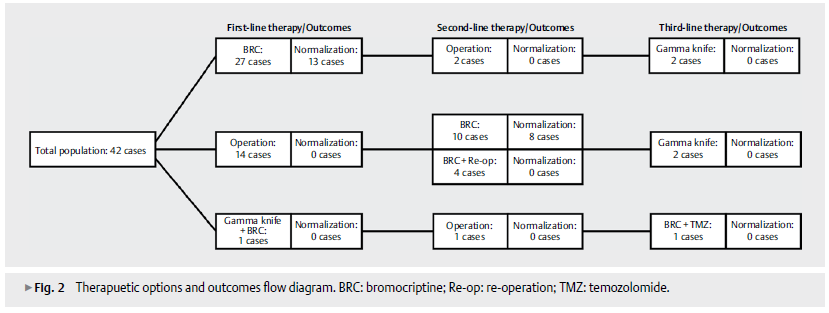 First-line therapy/Outcomes
Second-line therapy/Outcomes
Third-line therapy/Outcomes
BRC:
27 cases
Normalization:
13 cases
Operation:
2 cases
Normalization:
0 cases
Gamma knife:
2 cases
Normalization:
0 cases
Total population: 42 cases
Operation:
14 cases
Normalization:
0 cases
BRC:
10 cases
Normalization:
8 cases
BRC+Re-op:
4 cases
Normalization:
0 cases
Gamma knife:
2 cases
Normalization:
0 cases
Gamma knife
+BRC:
1 cases
Normalization:
0 cases
Operation:
1 cases
Normalization:
0 cases
BRC+TMZ:
1 cases
Normalization:
0 cases
▶Fig. 2 Therapuetic options and outcomes flow diagram. BRC: bromocriptine; Re-op: re-operation; TMZ: temozolomide.